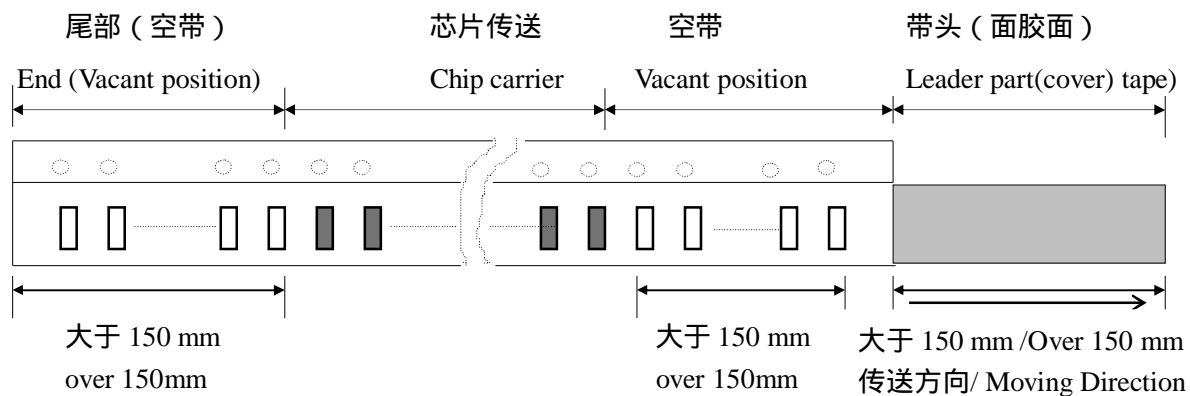 尾部（空带） 芯片传送 空带 带头（面胶面）
End (Vacant position) Chip carrier Vacant position Leader part(cover) tape)
大于 150 mm 大于 150 mm 大于 150 mm /Over 150 mm
over 150mm over 150mm 传送方向/ Moving Direction